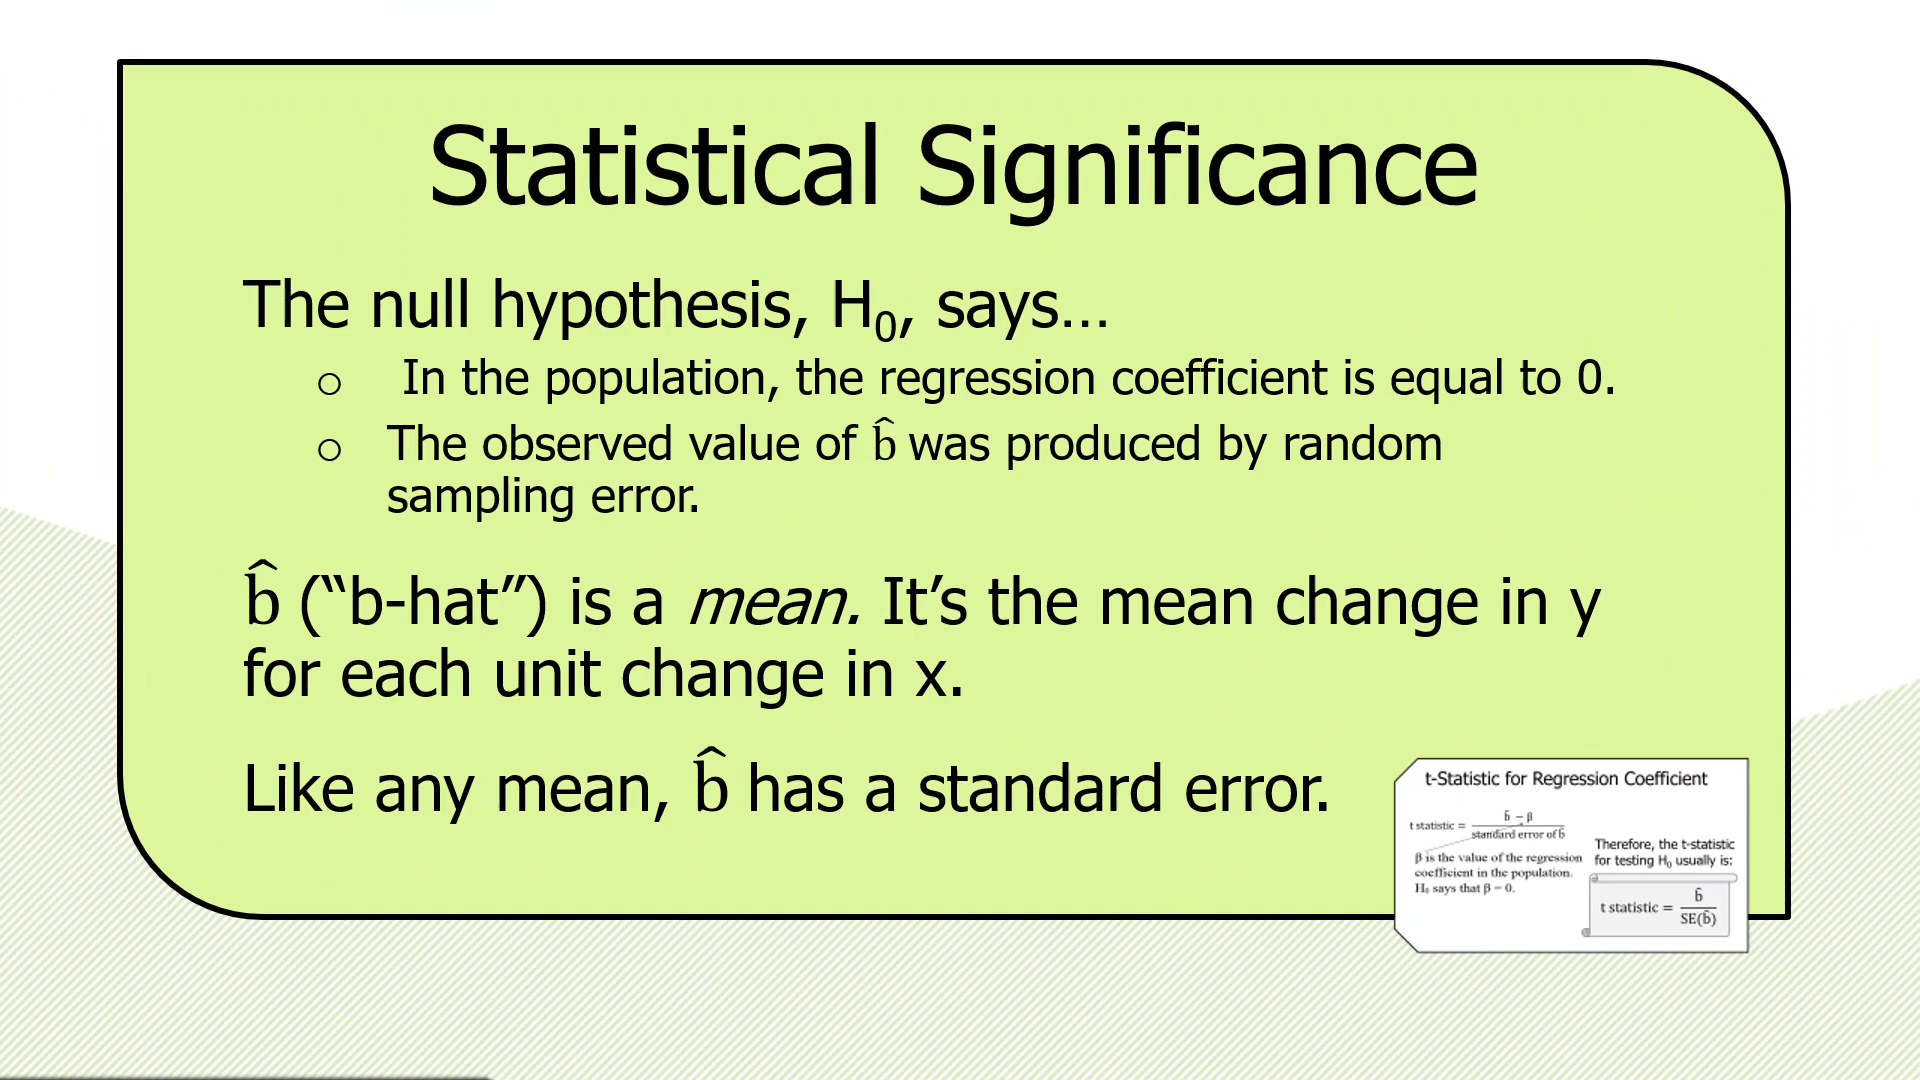 Statistical Significance
The null hypothesis, H₀, says…
o In the population, the regression coefficient is equal to 0.
o The observed value of b̂ was produced by random
sampling error.
b̂ (“b-hat”) is a mean. It’s the mean change in y
for each unit change in x.
Like any mean, b̂ has a standard error.
t-Statistic for Regression Coefficient
t statistic = b̂ − β
standard error of b̂
β is the value of the regression
coefficient in the population.
H₀ says that β = 0.
Therefore, the t-statistic
for testing H₀ usually is:
t statistic = b̂
SE(b̂)